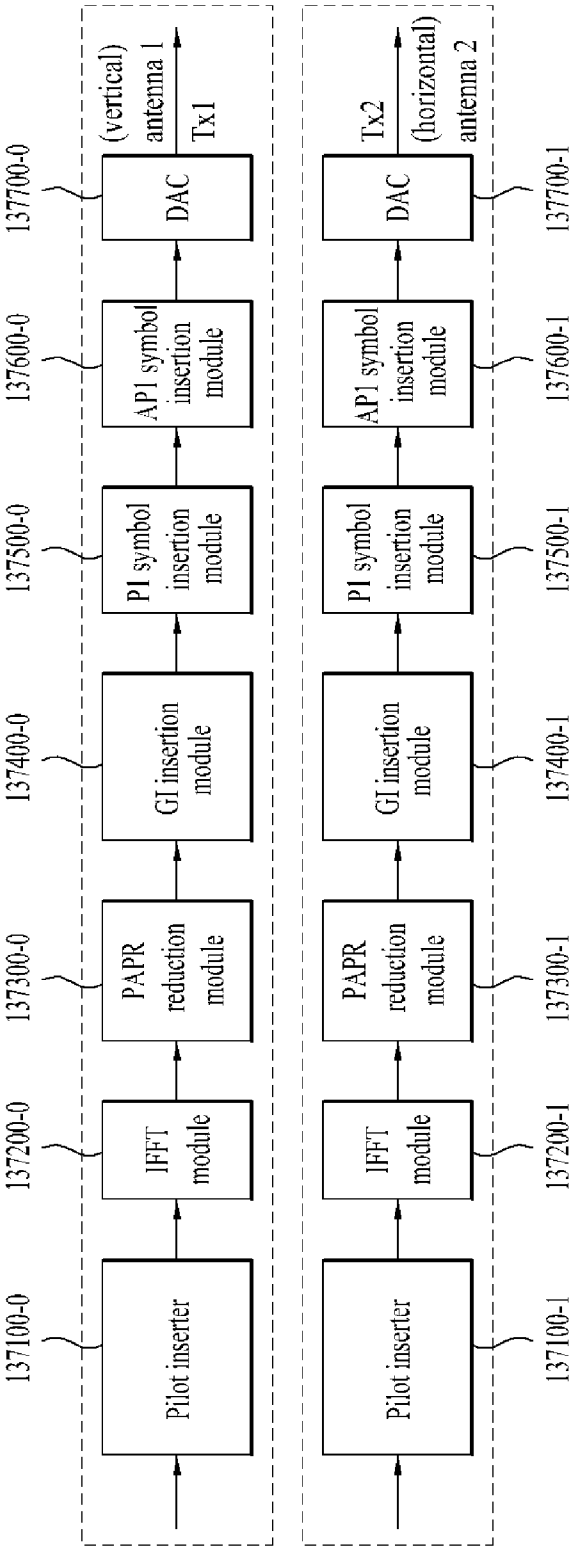 137100-0
137200-0
137300-0
137400-0
137500-0
137600-0
137700-0
Pilot inserter
IFFT
module
PAPR
reduction
module
GI insertion
module
P1 symbol
insertion
module
AP1 symbol
insertion
module
DAC
(vertical)
antenna 1
Tx1
Pilot inserter
IFFT
module
PAPR
reduction
module
GI insertion
module
P1 symbol
insertion
module
AP1 symbol
insertion
module
DAC
Tx2
(horizontal)
antenna 2
137100-1
137200-1
137300-1
137400-1
137500-1
137600-1
137700-1